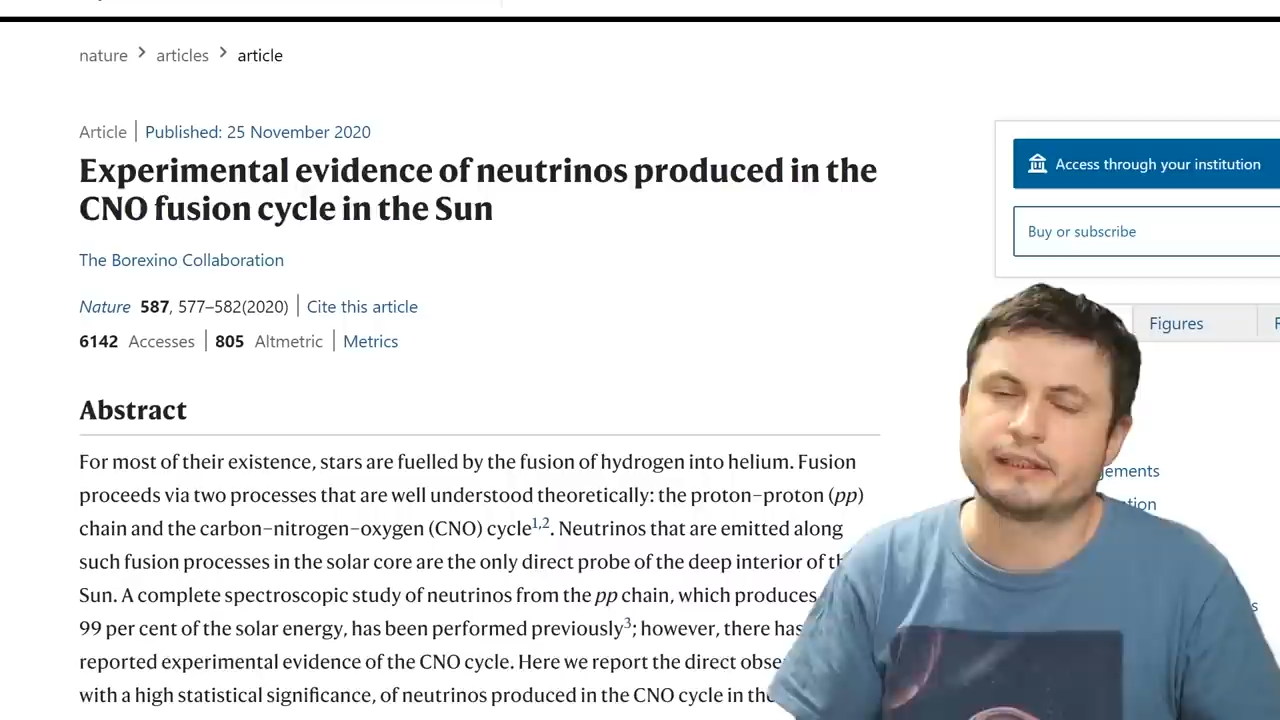 nature > articles > article
Article | Published: 25 November 2020
Experimental evidence of neutrinos produced in the
CNO fusion cycle in the Sun
The Borexino Collaboration
Nature 587, 577–582(2020) | Cite this article
6142 Accesses | 805 Altmetric | Metrics
Abstract
For most of their existence, stars are fuelled by the fusion of hydrogen into helium. Fusion
proceeds via two processes that are well understood theoretically: the proton–proton (pp)
chain and the carbon–nitrogen–oxygen (CNO) cycle1,2. Neutrinos that are emitted along
such fusion processes in the solar core are the only direct probe of the deep interior of
Sun. A complete spectroscopic study of neutrinos from the pp chain, which produces
99 per cent of the solar energy, has been performed previously3; however, there has
reported experimental evidence of the CNO cycle. Here we report the direct
with a high statistical significance, of neutrinos produced in the CNO cycle in
Access through your institution
Buy or subscribe
Figures